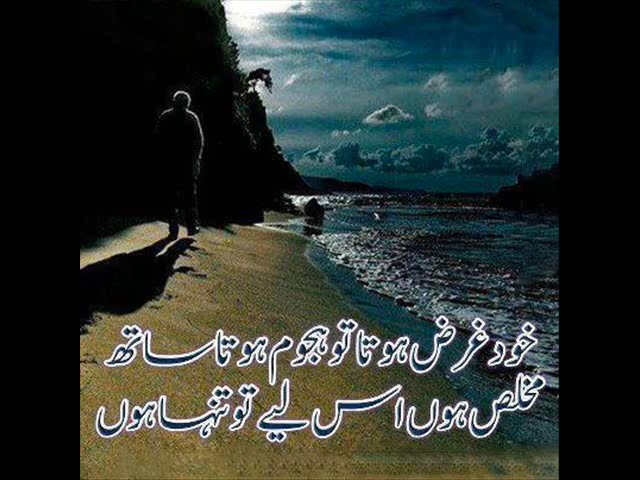 خود غرض ہوتا تو ہجوم ہوتا ساتھ
مخلص ہوں اس لیے تو تنہا ہوں